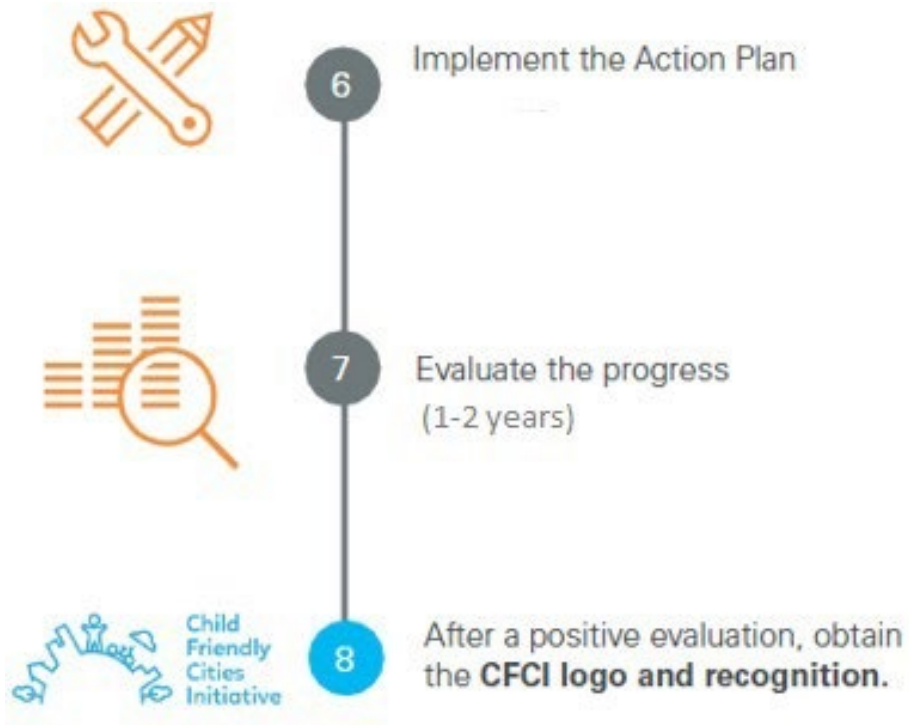 6
Implement the Action Plan
7
Evaluate the progress
(1-2 years)
Child
Friendly
Cities
Initiative
8
After a positive evaluation, obtain
the CFCI logo and recognition.